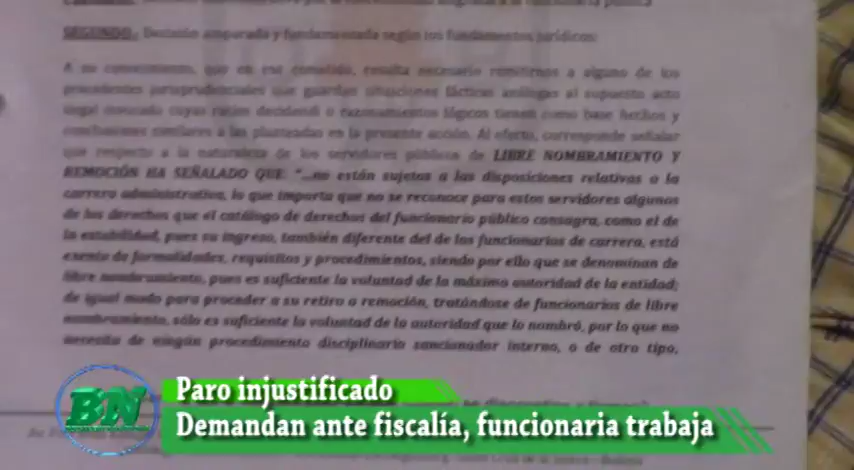 SEGUNDO.- Decisión amparada y fundamentada según los fundamentos jurídicos:
A su conocimiento, que en ese cometido, resulta necesario remitirnos a alguno de los
precedentes jurisprudenciales que guardan situaciones fácticas análogas al supuesto acto
ilegal invocado cuyas ratios decidendi o razonamientos lógicos tienen como base hechos y
conclusiones similares a las planteadas en la presente acción. Al efecto, corresponde señalar
que respecto a la naturaleza de los servidores públicos de LIBRE NOMBRAMIENTO Y
REMOCIÓN HA SEÑALADO QUE: "...no están sujetos a las disposiciones relativas a la
carrera administrativa, lo que importa que no se reconoce para estos servidores algunos
de los derechos que el catálogo de derechos del funcionario público consagra, como el de
la estabilidad, pues su ingreso, también diferente del de los funcionarios de carrera, está
exento de formalidades, requisitos y procedimientos, siendo por ello que se denominan de
libre nombramiento, pues es suficiente la voluntad de la máxima autoridad de la entidad;
de igual modo para proceder a su retiro o remoción, tratándose de funcionarios de libre
nombramiento, sólo es suficiente la voluntad de la autoridad que lo nombró, por lo que no
necesita de ningún procedimiento disciplinario sancionador interno, o de otro tipo,
BN
Paro injustificado
Demandan ante fiscalía, funcionaria trabaja